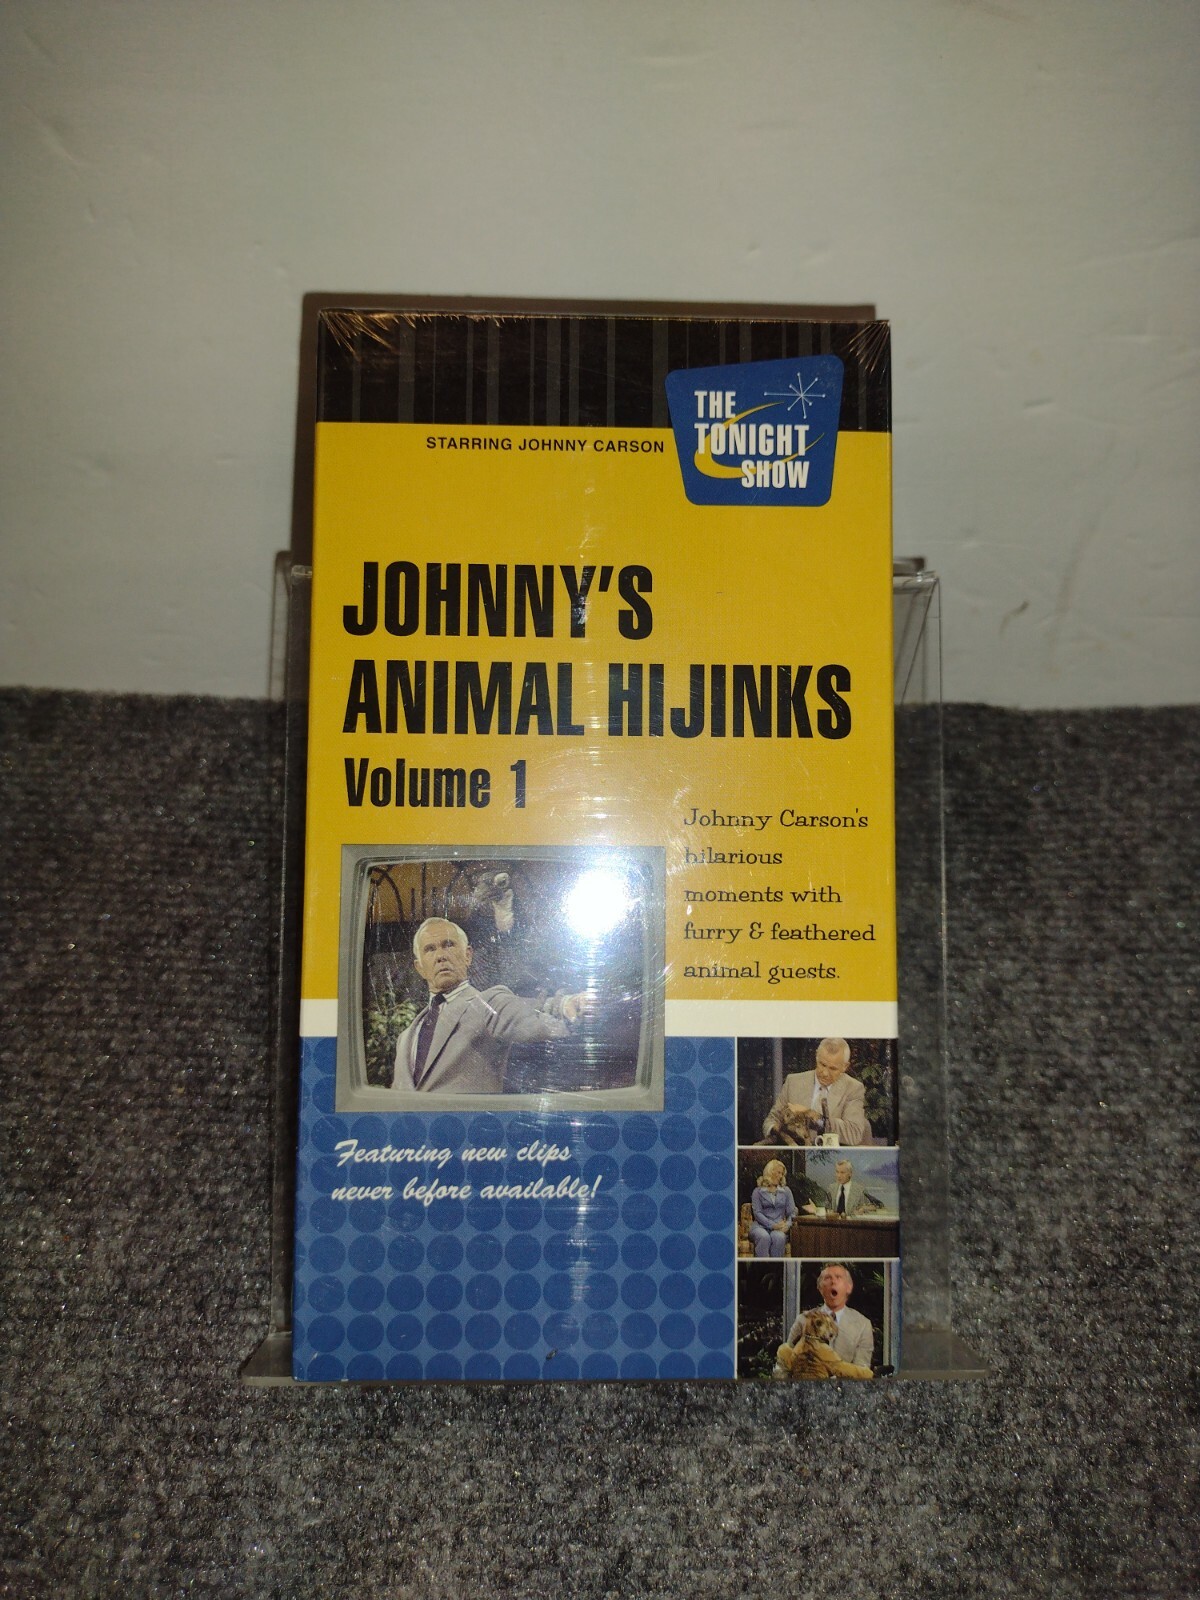 STARRING JOHNNY CARSON
THE
TONIGHT
SHOW
JOHNNY'S
ANIMAL HIJINKS
Volume 1
Johnny Carson's
hilarious
moments with
furry & feathered
animal guests.
Featuring new clips
never before available!